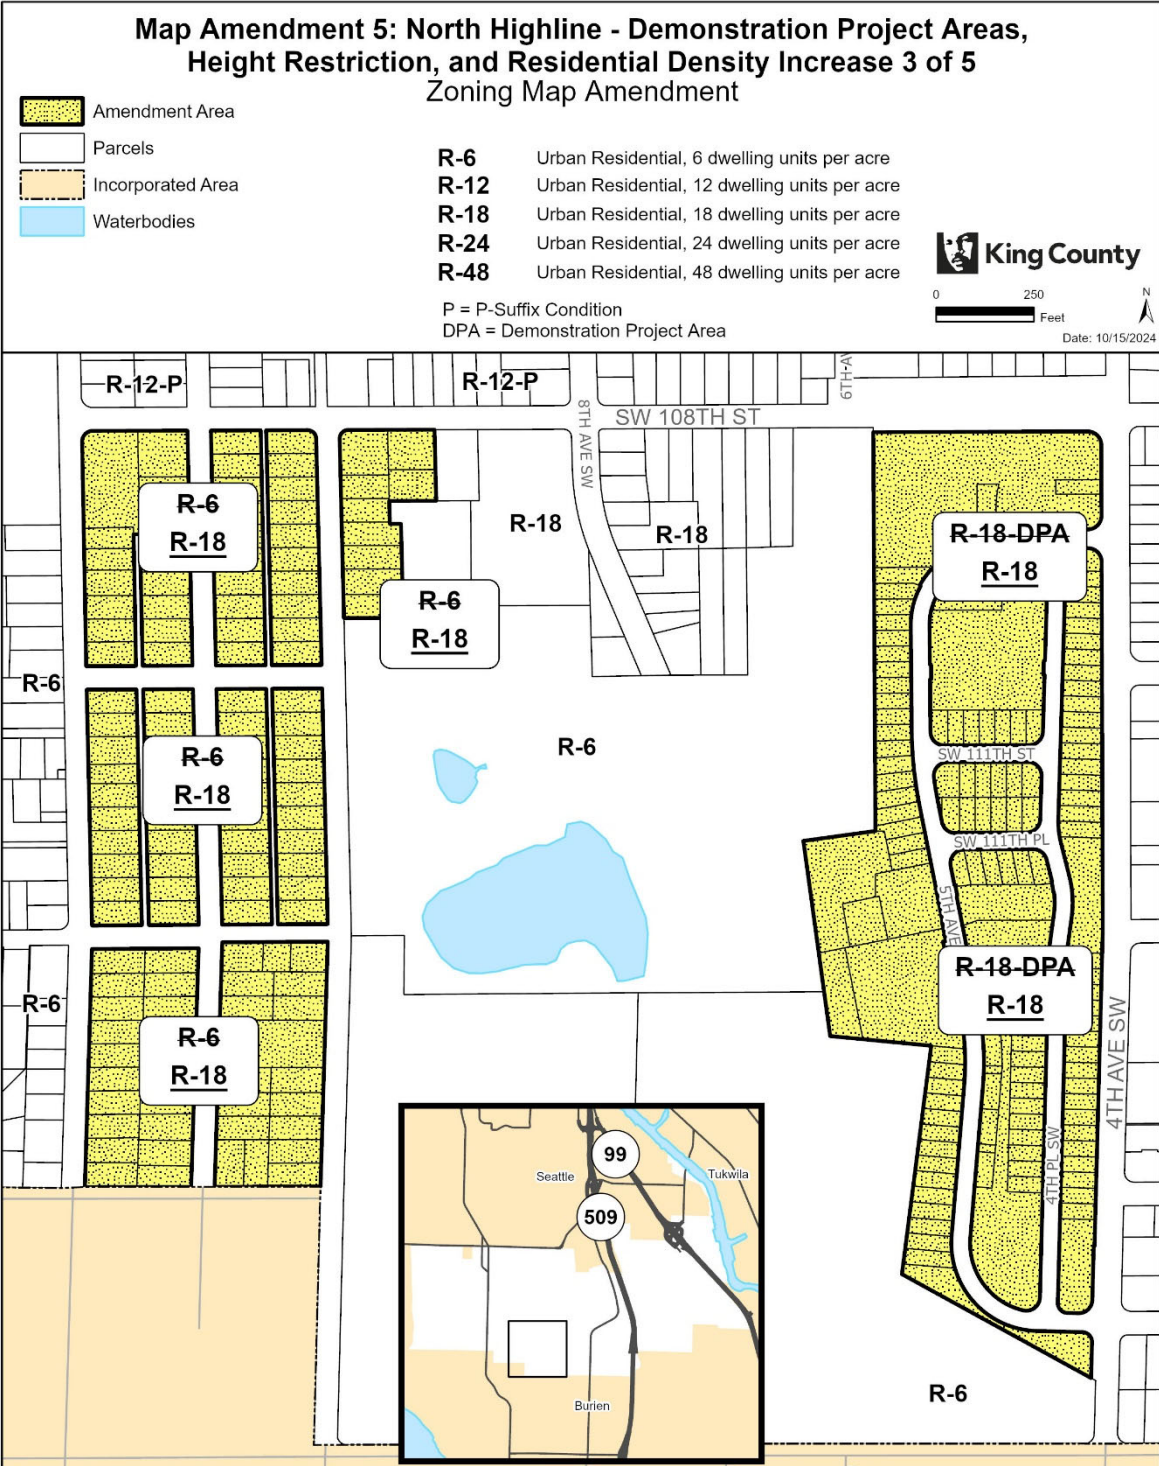 Map Amendment 5: North Highline - Demonstration Project Areas,
Height Restriction, and Residential Density Increase 3 of 5
Zoning Map Amendment
Amendment Area
Parcels
Incorporated Area
Waterbodies
R-6 Urban Residential, 6 dwelling units per acre
R-12 Urban Residential, 12 dwelling units per acre
R-18 Urban Residential, 18 dwelling units per acre
R-24 Urban Residential, 24 dwelling units per acre
R-48 Urban Residential, 48 dwelling units per acre
P = P-Suffix Condition
DPA = Demonstration Project Area
King County
0 250
Feet
N
Date: 10/15/2024
R-12-P
R-12-P
6TH AV
8TH AVE SW
SW 108TH ST
R-6
R-18
R-18
R-18
R-18-DPA
R-18
R-6
R-18
R-6
R-6
R-6
R-18
SW 111TH ST
SW 111TH PL
5TH AVE
R-18-DPA
R-18
R-6
R-6
R-18
4TH AVE SW
4TH PL SW
99
Seattle
Tukwila
509
Burien
R-6